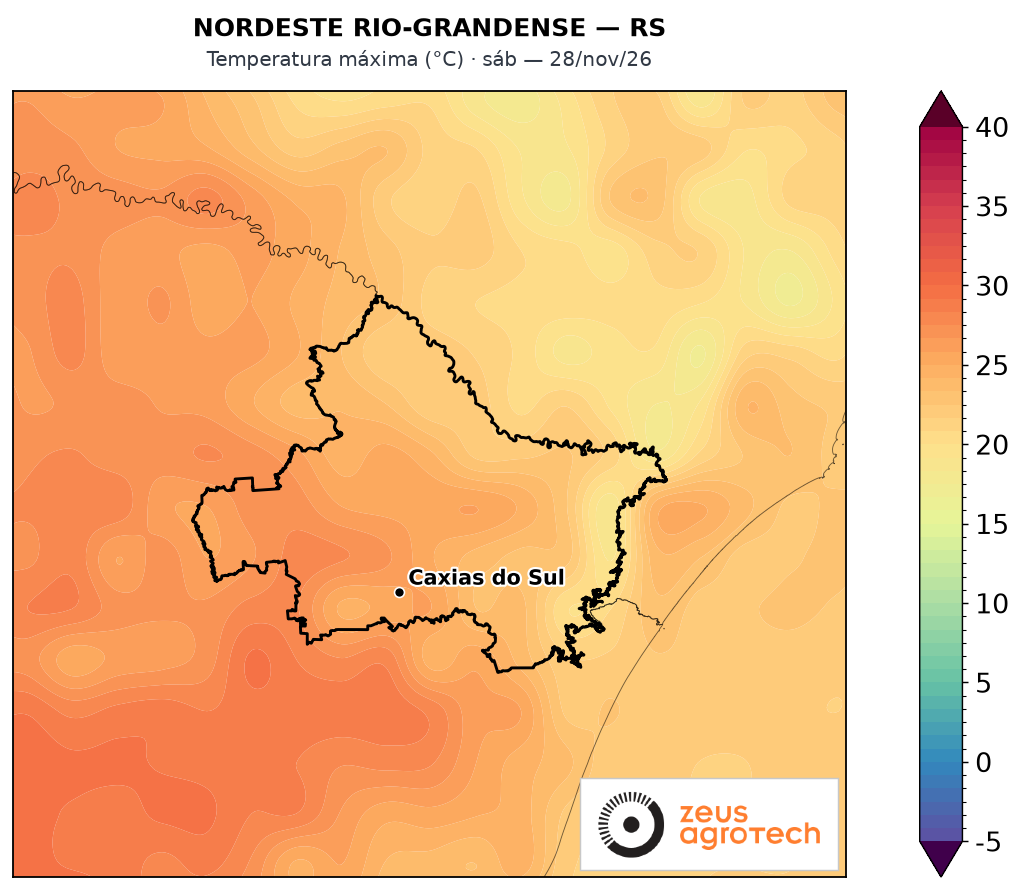 NORDESTE RIO-GRANDENSE — RS
Temperatura máxima (°C) · sáb — 28/nov/26
40
35
30
25
20
15
10
5
0
-5
Caxias do Sul
zeus
agrotech